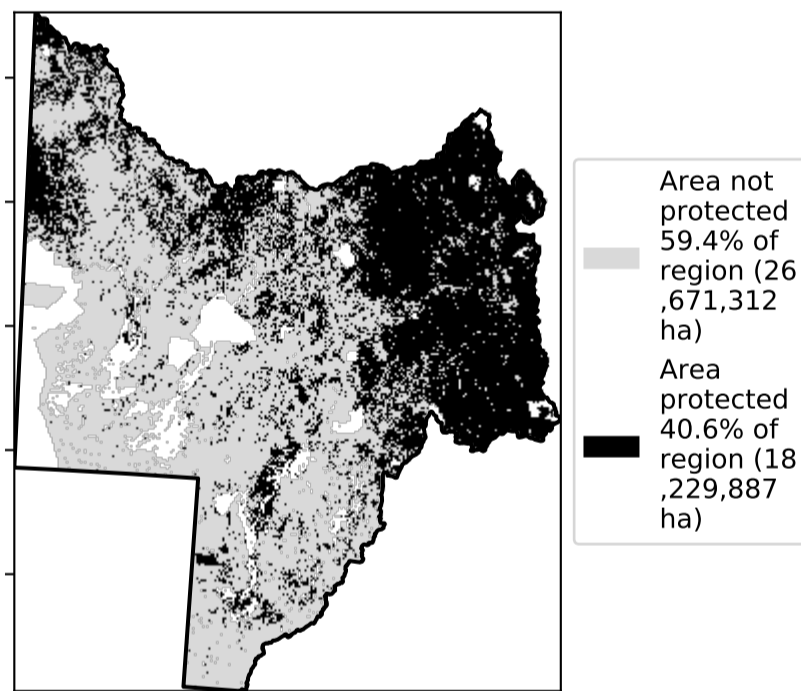 Area not
protected
59.4% of
region (26
,671,312
ha)
Area
protected
40.6% of
region (18
,229,887
ha)